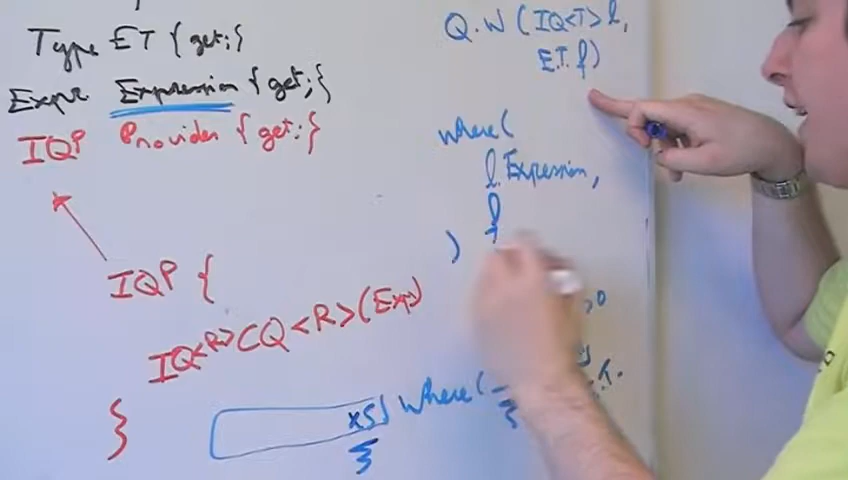 Type ET {get;}
Expr Expression {get;}
IQP Provider {get;}
IQP {
IQ<R> CQ<R>(Exp)
}
Q.W (IQ<T> l,
E.T. f)
where(
l.Expression,
f
)
xs) where(